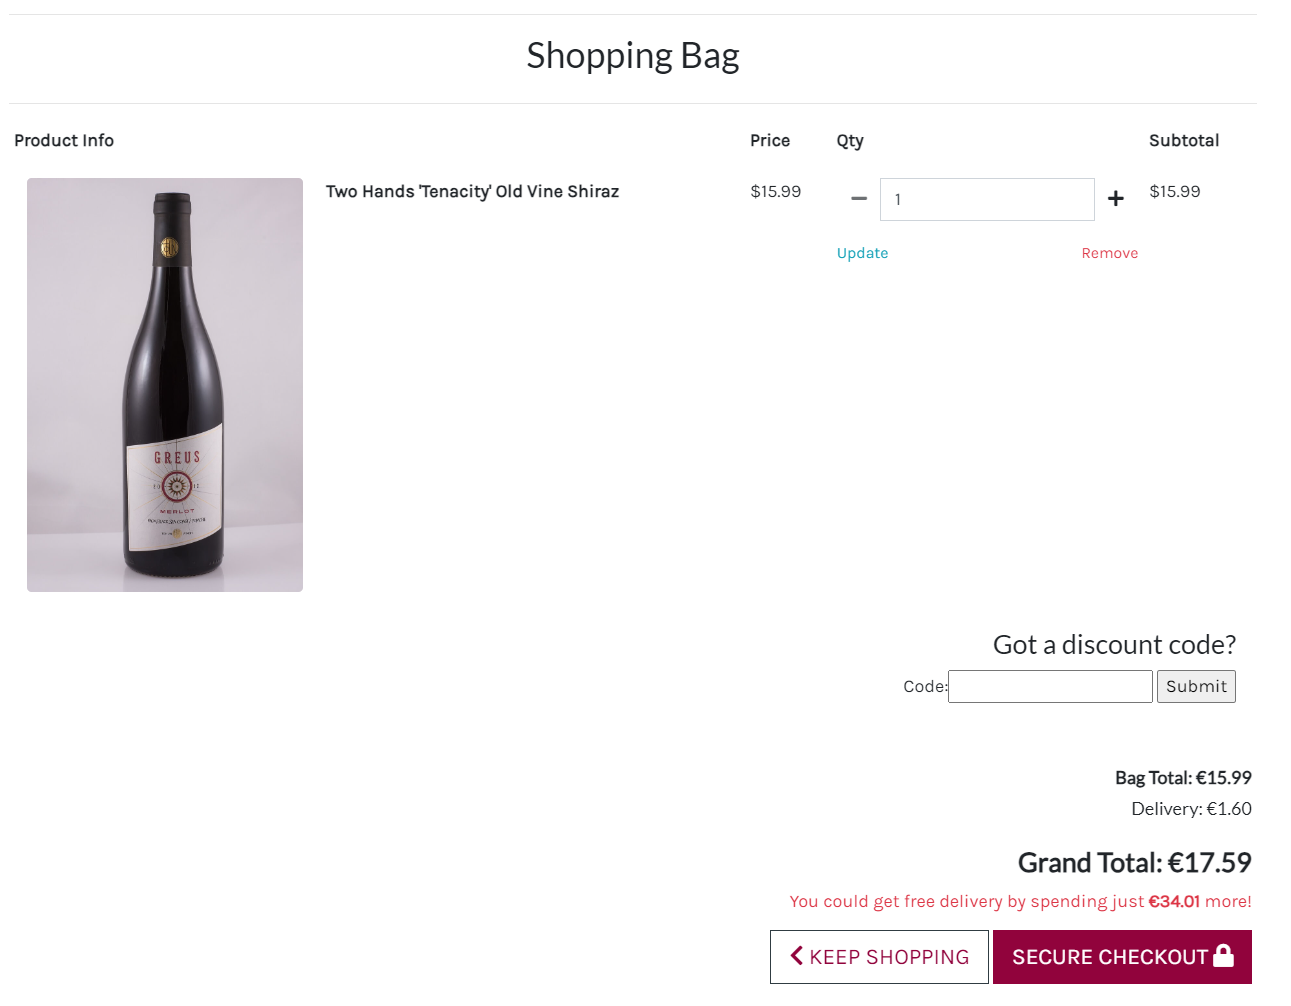 Shopping Bag
Product Info Price Qty Subtotal
Two Hands 'Tenacity' Old Vine Shiraz $15.99 1 $15.99
Update Remove
GREUS
MERLOT
Got a discount code?
Code: Submit
Bag Total: €15.99
Delivery: €1.60
Grand Total: €17.59
You could get free delivery by spending just €34.01 more!
KEEP SHOPPING SECURE CHECKOUT